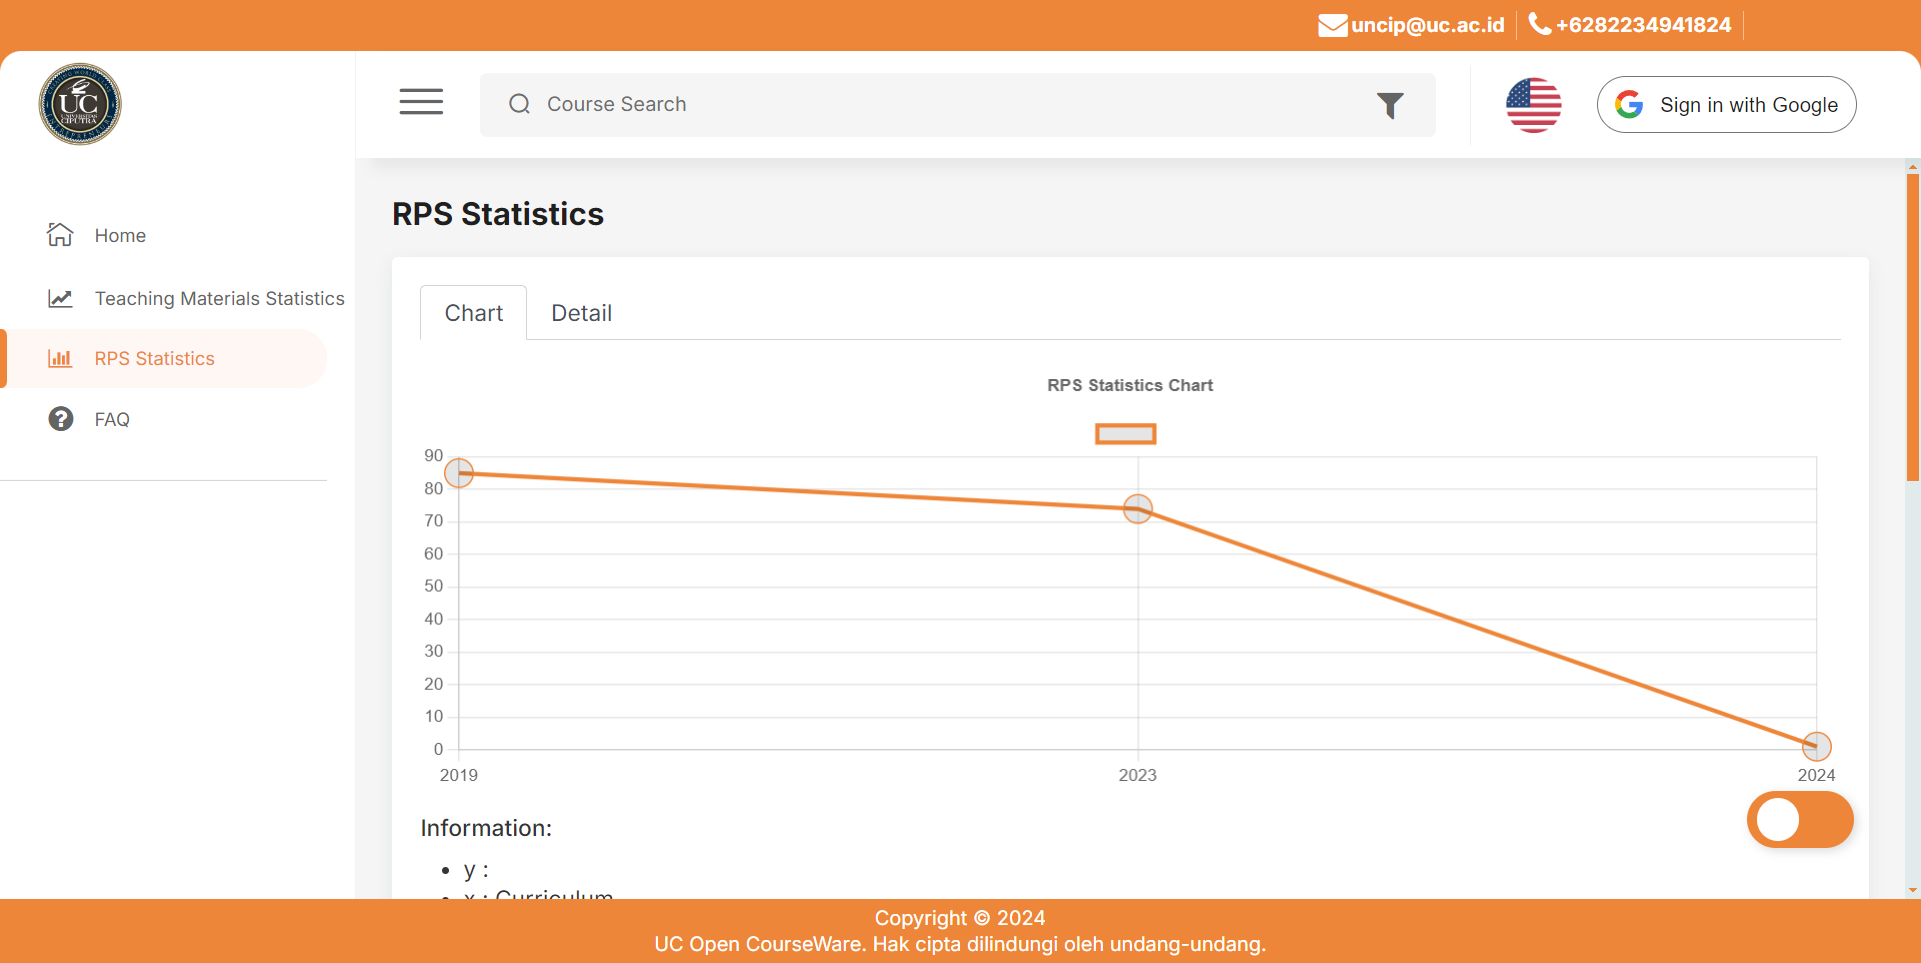 uncip@uc.ac.id
+6282234941824
UC
UNIVERSITAS
CIPUTRA
Course Search
Sign in with Google
Home
Teaching Materials Statistics
RPS Statistics
FAQ
RPS Statistics
Chart
Detail
RPS Statistics Chart
90
80
70
60
50
40
30
20
10
0
2019
2023
2024
Information:
y :
x : Curriculum
Copyright © 2024
UC Open CourseWare. Hak cipta dilindungi oleh undang-undang.